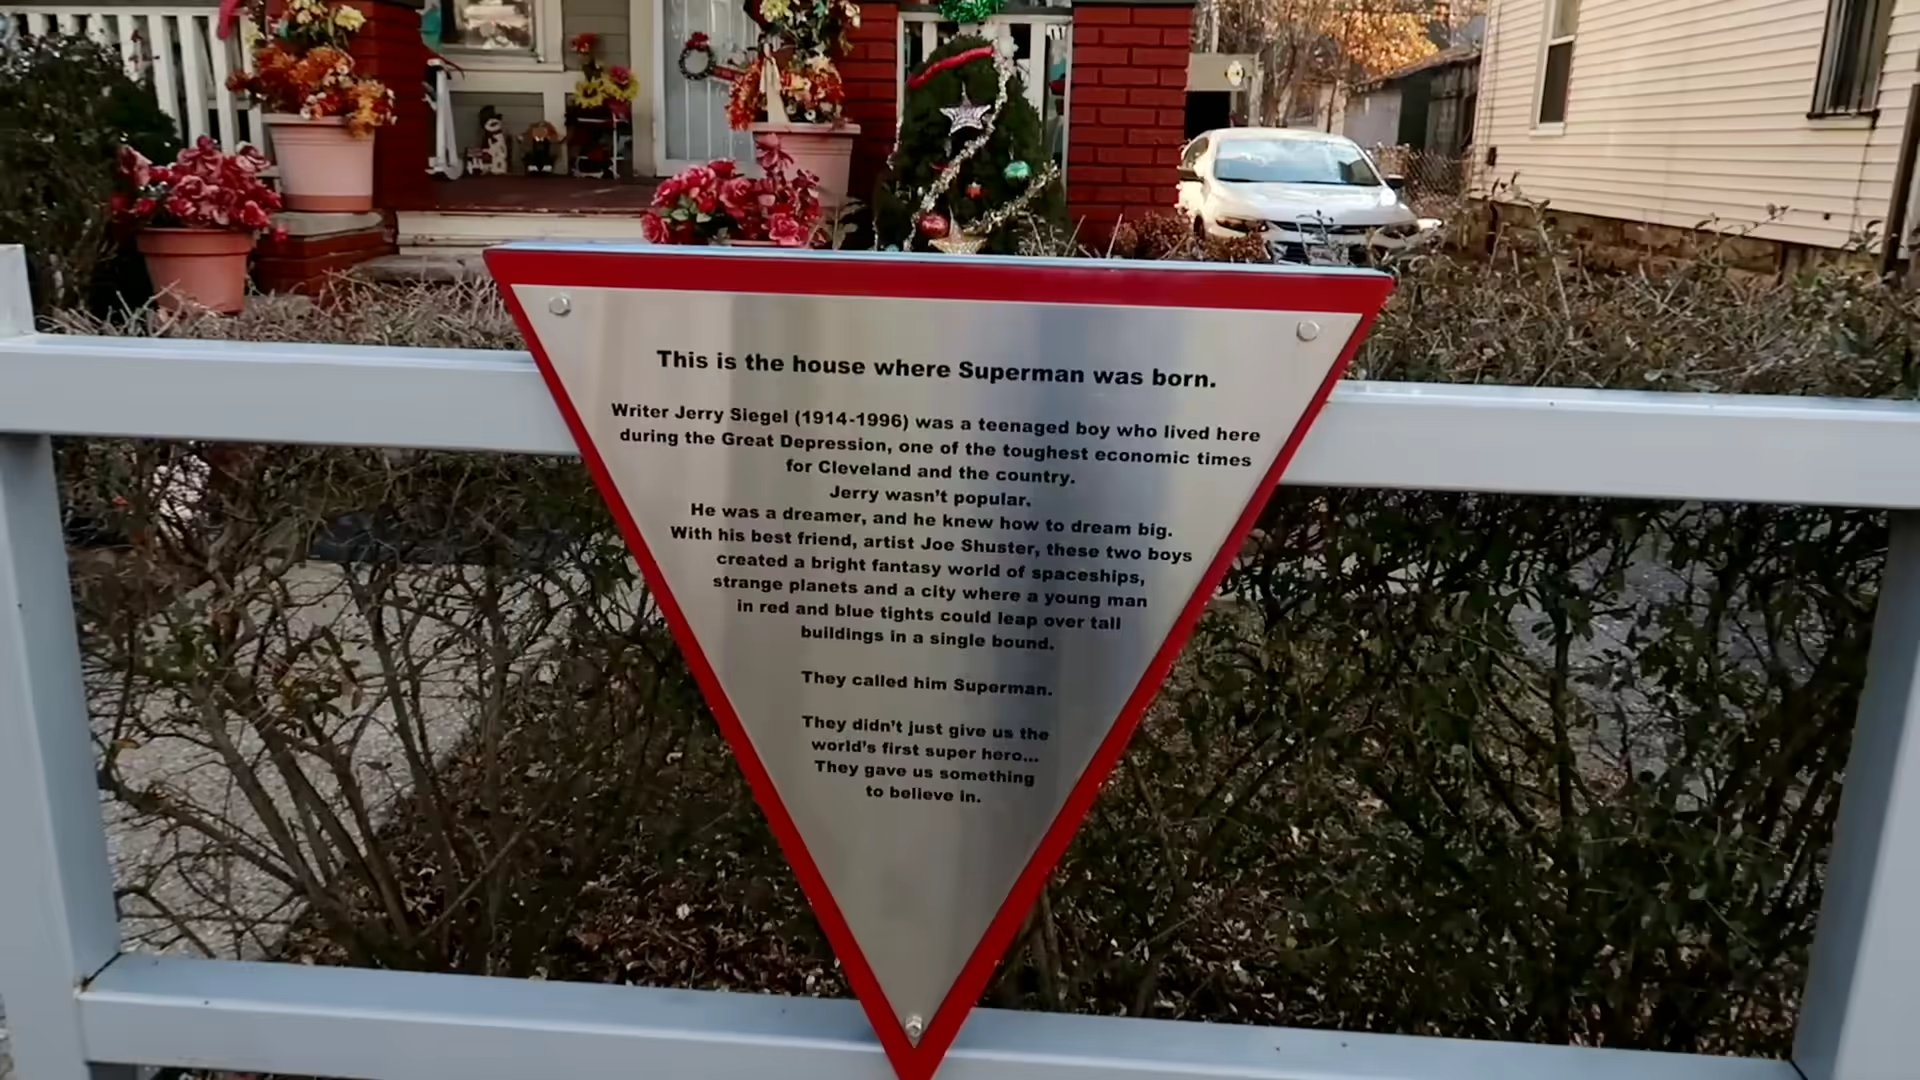 This is the house where Superman was born.
Writer Jerry Siegel (1914-1996) was a teenaged boy who lived here
during the Great Depression, one of the toughest economic times
for Cleveland and the country.
Jerry wasn't popular.
He was a dreamer, and he knew how to dream big.
With his best friend, artist Joe Shuster, these two boys
created a bright fantasy world of spaceships,
strange planets and a city where a young man
in red and blue tights could leap over tall
buildings in a single bound.
They called him Superman.
They didn't just give us the
world's first super hero...
They gave us something
to believe in.